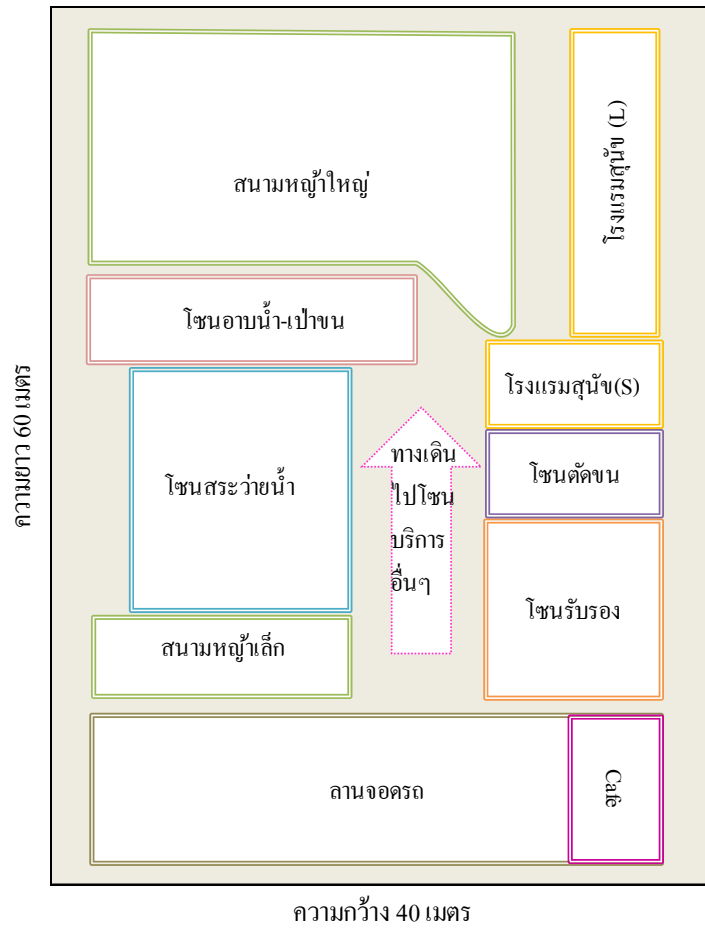 โรงแรมสุนัข (L)
สนามหญ้าใหญ่
โซนอาบน้ำ-เป่าขน
โรงแรมสุนัข(S)
ทางเดิน
ไปโซน
บริการ
อื่นๆ
โซนตัดขน
โซนสระว่ายน้ำ
โซนรับรอง
สนามหญ้าเล็ก
ลานจอดรถ
Cafe
ความยาว 60 เมตร
ความกว้าง 40 เมตร